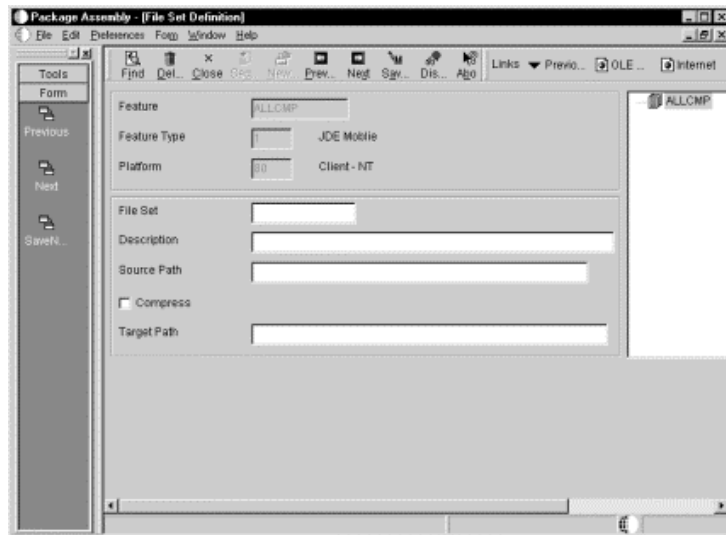 Package Assembly - [File Set Definition]
File Edit Preferences Form Window Help
Find Del... Close Seq... New... Prev... Next Sav... Dis... Abo Links Previo... OLE ... Internet
Tools
Form
Previous
Next
SaveN...
Feature ALLCMP
Feature Type 1 JDE Moblie
Platform 80 Client - NT
File Set
Description
Source Path
Compress
Target Path
ALLCMP